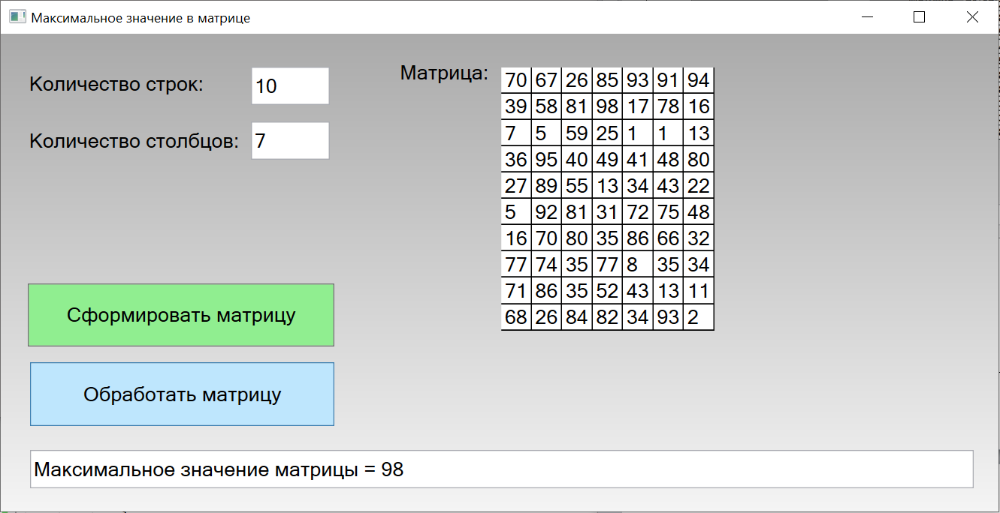 Максимальное значение в матрице
Количество строк: 10
Количество столбцов: 7
Матрица:
70 67 26 85 93 91 94
39 58 81 98 17 78 16
7 5 59 25 1 1 13
36 95 40 49 41 48 80
27 89 55 13 34 43 22
5 92 81 31 72 75 48
16 70 80 35 86 66 32
77 74 35 77 8 35 34
71 86 35 52 43 13 11
68 26 84 82 34 93 2
Сформировать матрицу
Обработать матрицу
Максимальное значение матрицы = 98